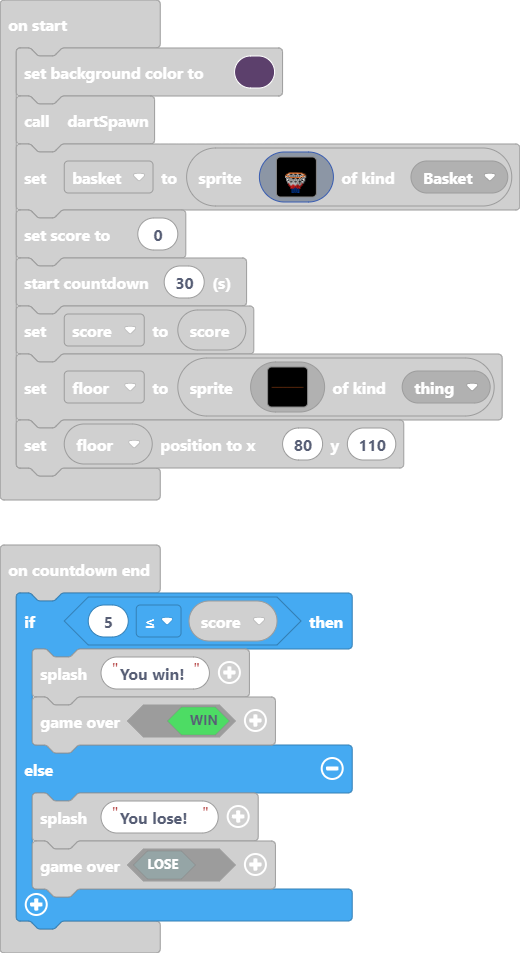 on start
set background color to
call dartSpawn
set basket to sprite of kind Basket
set score to 0
start countdown 30 (s)
set score to score
set floor to sprite of kind thing
set floor position to x 80 y 110
on countdown end
if 5 ≤ score then
splash "You win!"
game over WIN
else
splash "You lose!"
game over LOSE